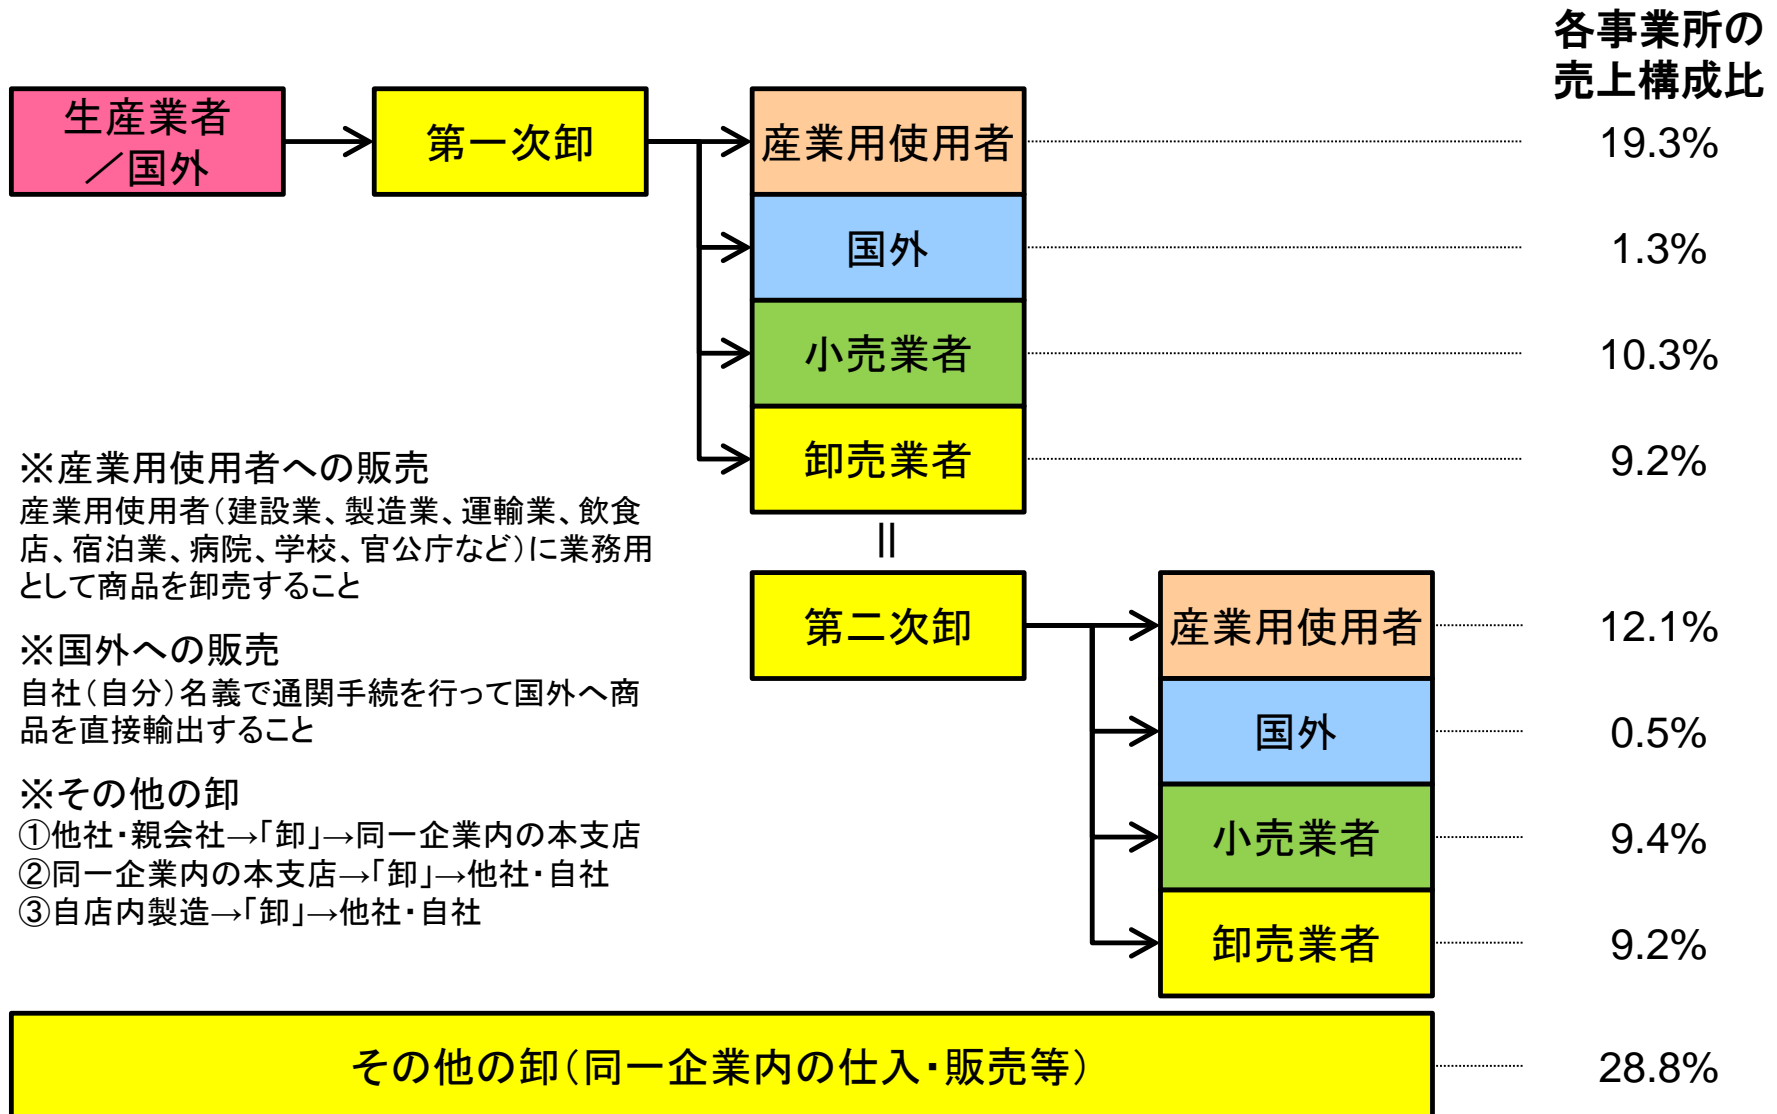 各事業所の
売上構成比
生産業者
／国外
第一次卸
産業用使用者
19.3%
国外
1.3%
小売業者
10.3%
卸売業者
9.2%
※産業用使用者への販売
産業用使用者（建設業、製造業、運輸業、飲食
店、宿泊業、病院、学校、官公庁など）に業務用
として商品を卸売すること
※国外への販売
自社（自分）名義で通関手続を行って国外へ商
品を直接輸出すること
※その他の卸
①他社・親会社→「卸」→同一企業内の本支店
②同一企業内の本支店→「卸」→他社・自社
③自店内製造→「卸」→他社・自社
＝
第二次卸
産業用使用者
12.1%
国外
0.5%
小売業者
9.4%
卸売業者
9.2%
その他の卸（同一企業内の仕入・販売等）
28.8%